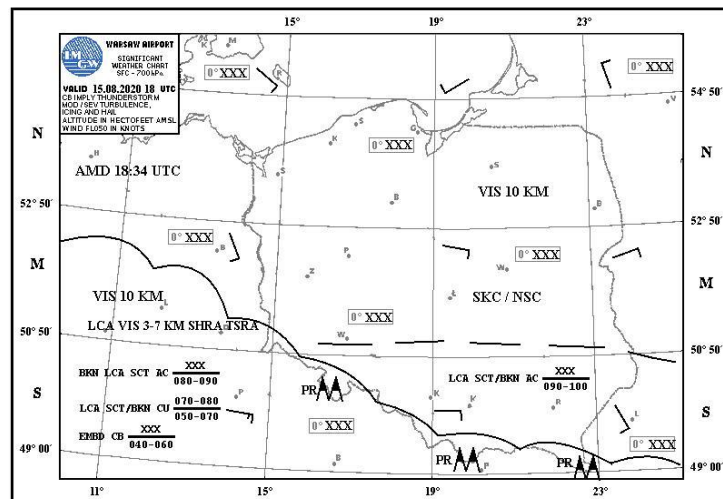 15° 19° 23°
IM
GW
WARSAW AIRPORT
SIGNIFICANT
WEATHER CHART
SFC - 700hPa
VALID 15.08.2020 18 UTC
CB IMPLY THUNDERSTORM
MOD/SEV TURBULENCE,
ICING AND HAIL
ALTITUDE IN HECTOFEET AMSL
WIND FL050 IN KNOTS
K M
R
0° XXX
0° XXX
54° 50'
V
N
H
AMD 18:34 UTC
S
K
S
G
0° XXX
S
VIS 10 KM
N
52° 50'
B
B
52° 50'
0° XXX
B
P
Z
W
0° XXX
M
VIS 10 KM
L
Ł
SKC / NSC
M
LCA VIS 3-7 KM SHRA TSRA
0° XXX
W
50° 50'
50° 50'
BKN LCA SCT AC XXX
080-090
LCA SCT/BKN AC XXX
090-100
PR
LCA SCT/BKN CU 070-080
050-070
P
K
K
R
L
S
S
EMBD CB XXX
040-060
0° XXX
0° XXX
B
PR
P
PR
49° 00'
49° 00'
11° 15° 19° 23°